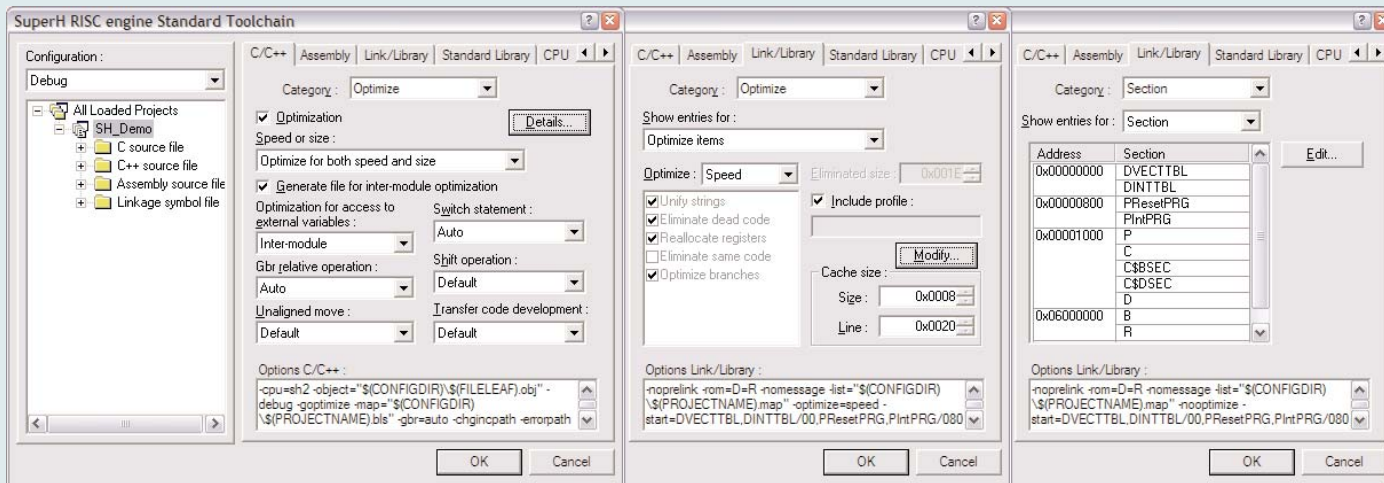 SuperH RISC engine Standard Toolchain
Configuration :
Debug
All Loaded Projects
SH_Demo
C source file
C++ source file
Assembly source file
Linkage symbol file
C/C++ Assembly Link/Library Standard Library CPU
Category : Optimize
Optimization
Details...
Speed or size :
Optimize for both speed and size
Generate file for inter-module optimization
Optimization for access to
external variables :
Inter-module
Switch statement :
Auto
Gbr relative operation :
Auto
Shift operation :
Default
Unaligned move :
Default
Transfer code development :
Default
Options C/C++ :
-cpu=sh2 -object="$(CONFIGDIR)\$(FILELEAF).obj" -
debug -goptimize -map="$(CONFIGDIR)
\$(PROJECTNAME).bls" -gbr=auto -chgincpath -errorpath
OK Cancel
C/C++ Assembly Link/Library Standard Library CPU
Category : Optimize
Show entries for :
Optimize items
Optimize : Speed
Eliminated size : 0x001E
Unify strings
Eliminate dead code
Reallocate registers
Eliminate same code
Optimize branches
Include profile :
Modify...
Cache size :
Size : 0x0008
Line : 0x0020
Options Link/Library :
-noprelink -rom=D=R -nomessage -list="$(CONFIGDIR)
\$(PROJECTNAME).map" -optimize=speed -
start=DVECTTBL,DINTTBL/00,PResetPRG,PIntPRG/080
OK Cancel
C/C++ Assembly Link/Library Standard Library CPU
Category : Section
Show entries for : Section
Address Section
0x00000000 DVECTTBL
DINTTBL
0x00000800 PResetPRG
PIntPRG
0x00001000 P
C
C$BSEC
C$DSEC
D
0x06000000 B
R
Edit...
Options Link/Library :
-noprelink -rom=D=R -nomessage -list="$(CONFIGDIR)
\$(PROJECTNAME).map" -nooptimize -
start=DVECTTBL,DINTTBL/00,PResetPRG,PIntPRG/080
OK Cancel